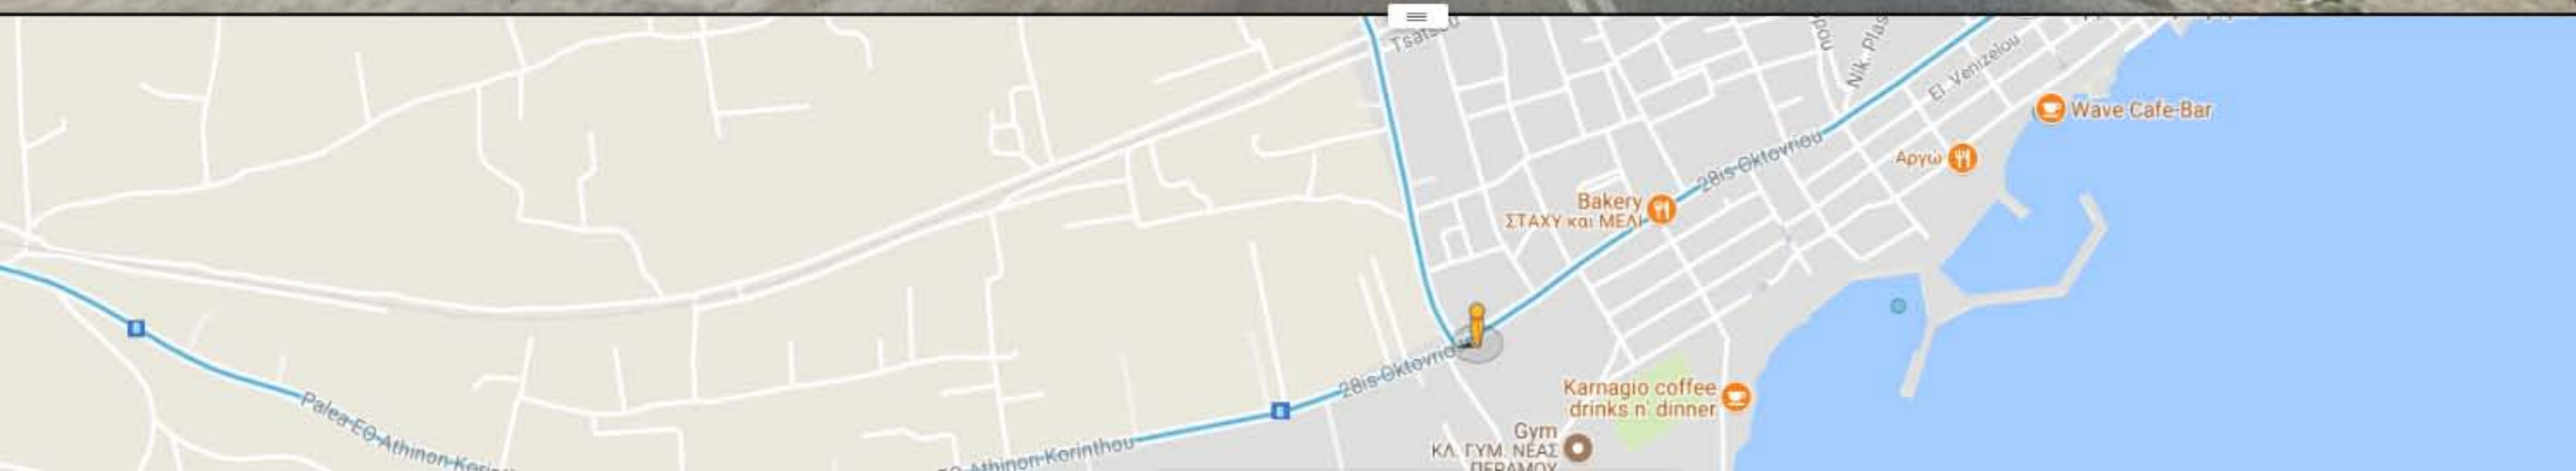 Tsatsou
Nik. Plas
El. Venizelou
Wave Cafe-Bar
28is Oktovriou
Αργώ
Bakery
ΣΤΑΧΥ και ΜΕΛΙ
28is Oktovriou
Karnagio coffee
drinks n' dinner
Palea EO Athinon Korint
EO Athinon-Korinthou
Gym
ΚΛ. ΓΥΜ. ΝΕΑΣ
ΠΕΡΑΜΟΥ